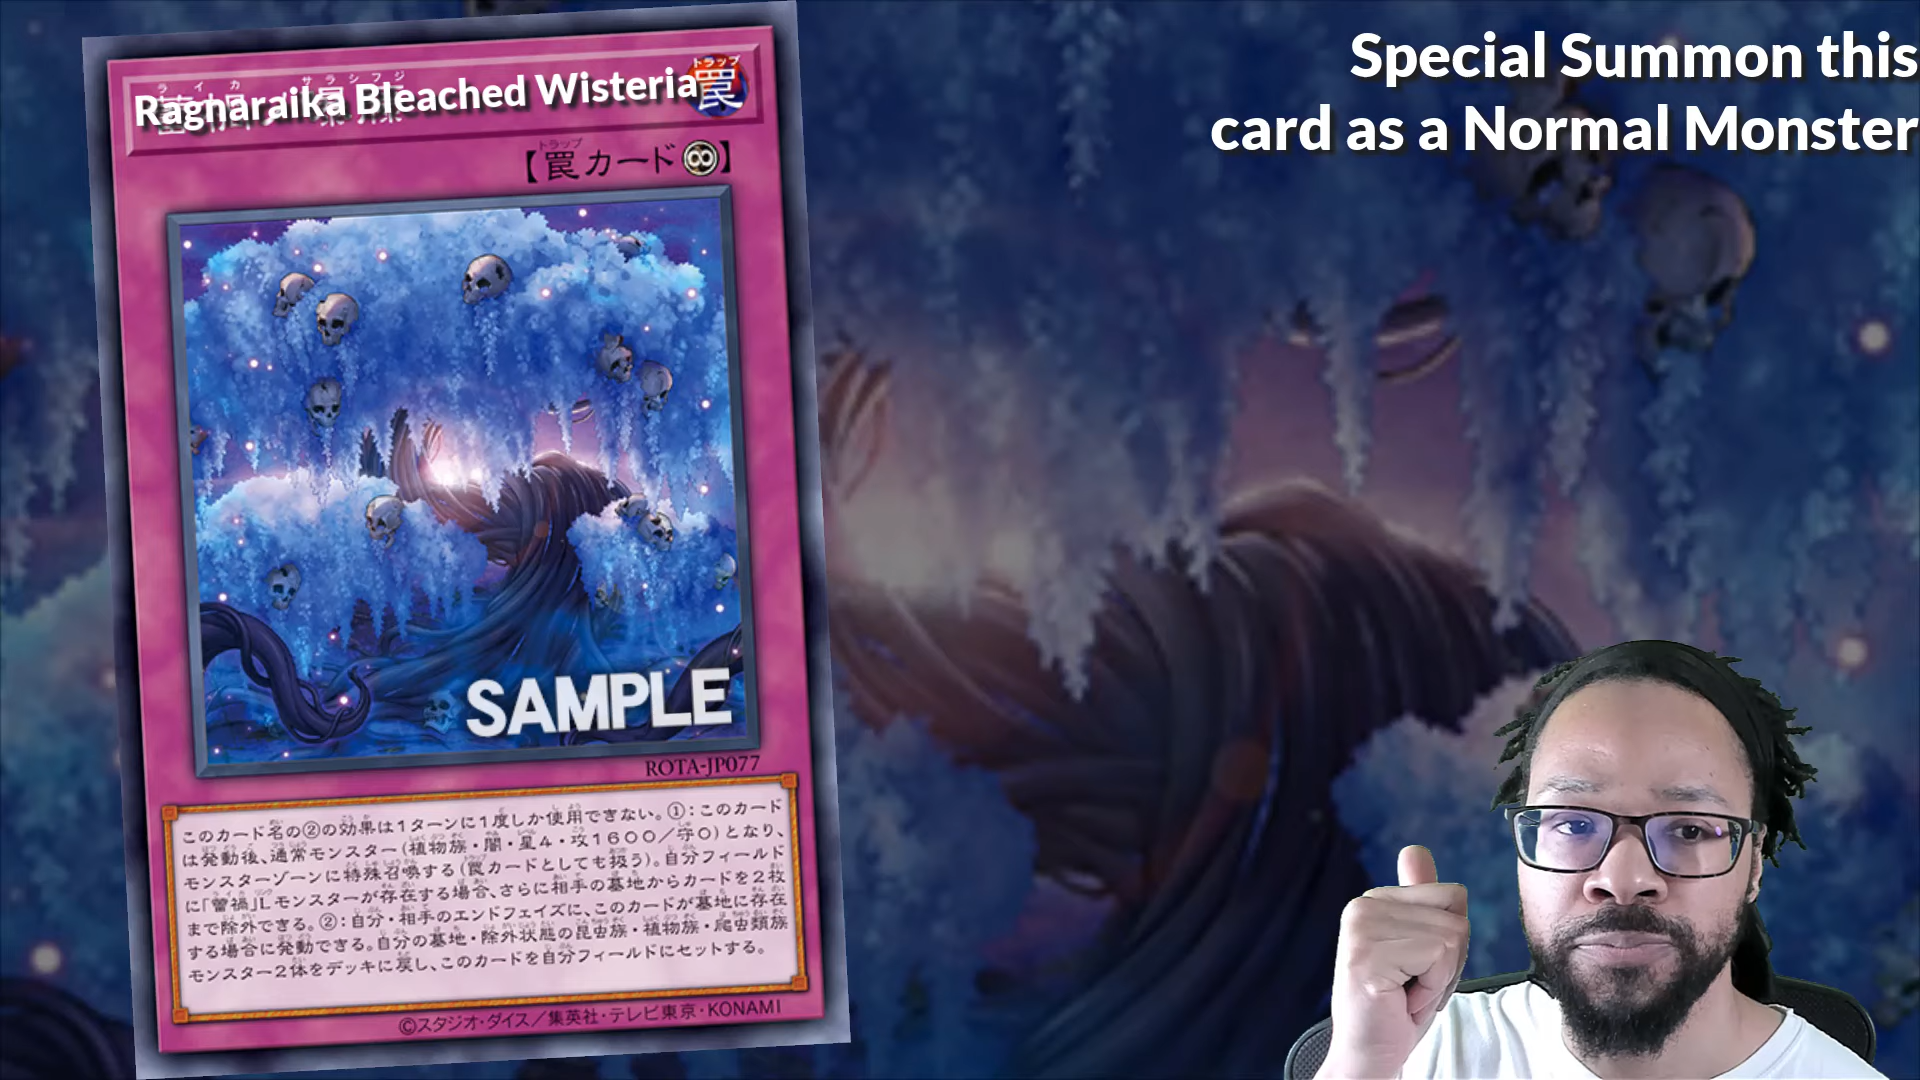 Ragnaraika Bleached Wisteria
罠
トラップ
【罠カード】
トラップ
Special Summon this
card as a Normal Monster
SAMPLE
ROTA-JP077
このカード名の②の効果は1ターンに1度しか使用できない。①:このカード
は発動後、通常モンスター(植物族・闇・星4・攻1600/守0)となり、
モンスターゾーンに特殊召喚する(罠カードとしても扱う)。自分フィールド
に「蕾禍」Lモンスターが存在する場合、さらに相手の墓地からカードを2枚
まで除外できる。②:自分・相手のエンドフェイズに、このカードが墓地に存在
する場合に発動できる。自分の墓地・除外状態の昆虫族・植物族・爬虫類族
モンスター2体をデッキに戻し、このカードを自分フィールドにセットする。
©スタジオ・ダイス/集英社・テレビ東京・KONAMI